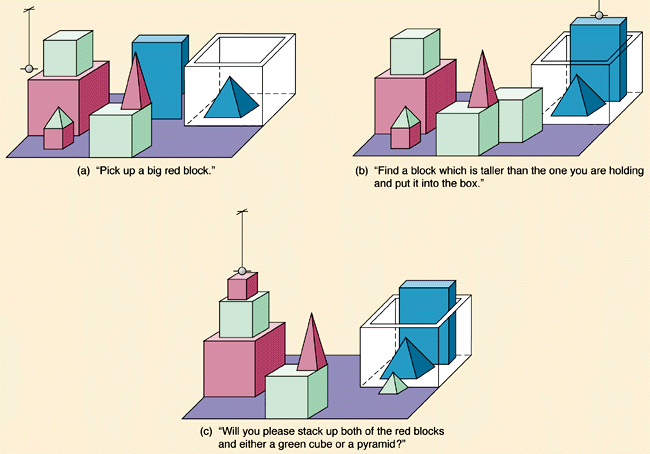 (a) “Pick up a big red block.”
(b) “Find a block which is taller than the one you are holding
and put it into the box.”
(c) “Will you please stack up both of the red blocks
and either a green cube or a pyramid?”